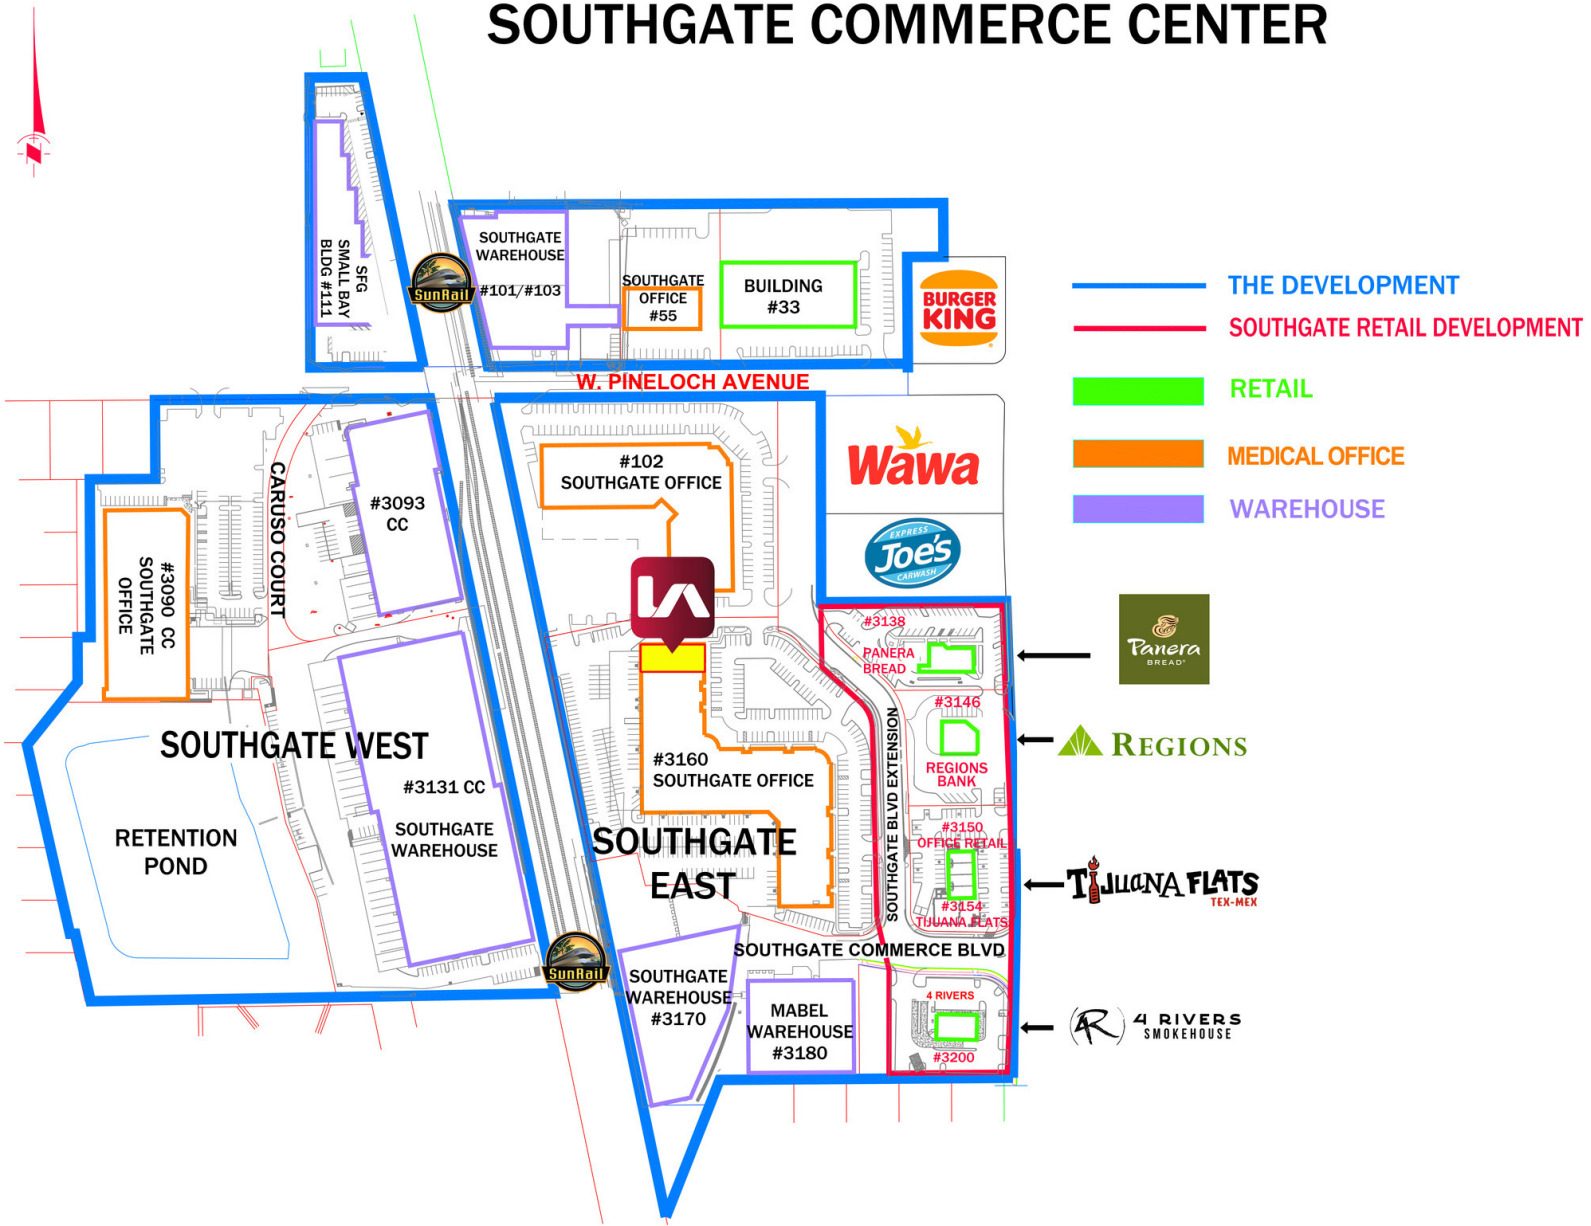 SOUTHGATE COMMERCE CENTER
SFG
SMALL BAY
BLDG #111
SunRail
SOUTHGATE
WAREHOUSE
#101/#103
SOUTHGATE
OFFICE
#55
BUILDING
#33
BURGER
KING
THE DEVELOPMENT
SOUTHGATE RETAIL DEVELOPMENT
RETAIL
MEDICAL OFFICE
WAREHOUSE
W. PINELOCH AVENUE
CARUSO COURT
#3093
CC
#3090 CC
SOUTHGATE
OFFICE
#102
SOUTHGATE OFFICE
Wawa
EXPRESS
Joe's
CARWASH
#3138
PANERA
BREAD
Panera
BREAD
#3146
REGIONS
BANK
REGIONS
SOUTHGATE WEST
#3131 CC
SOUTHGATE
WAREHOUSE
RETENTION
POND
#3160
SOUTHGATE OFFICE
SOUTHGATE
EAST
SOUTHGATE BLVD EXTENSION
#3150
OFFICE RETAIL
#3154
TIJUANA FLATS
TIJUANA FLATS
TEX-MEX
SOUTHGATE COMMERCE BLVD
SunRail
SOUTHGATE
WAREHOUSE
#3170
MABEL
WAREHOUSE
#3180
4 RIVERS
#3200
4R
4 RIVERS
SMOKEHOUSE